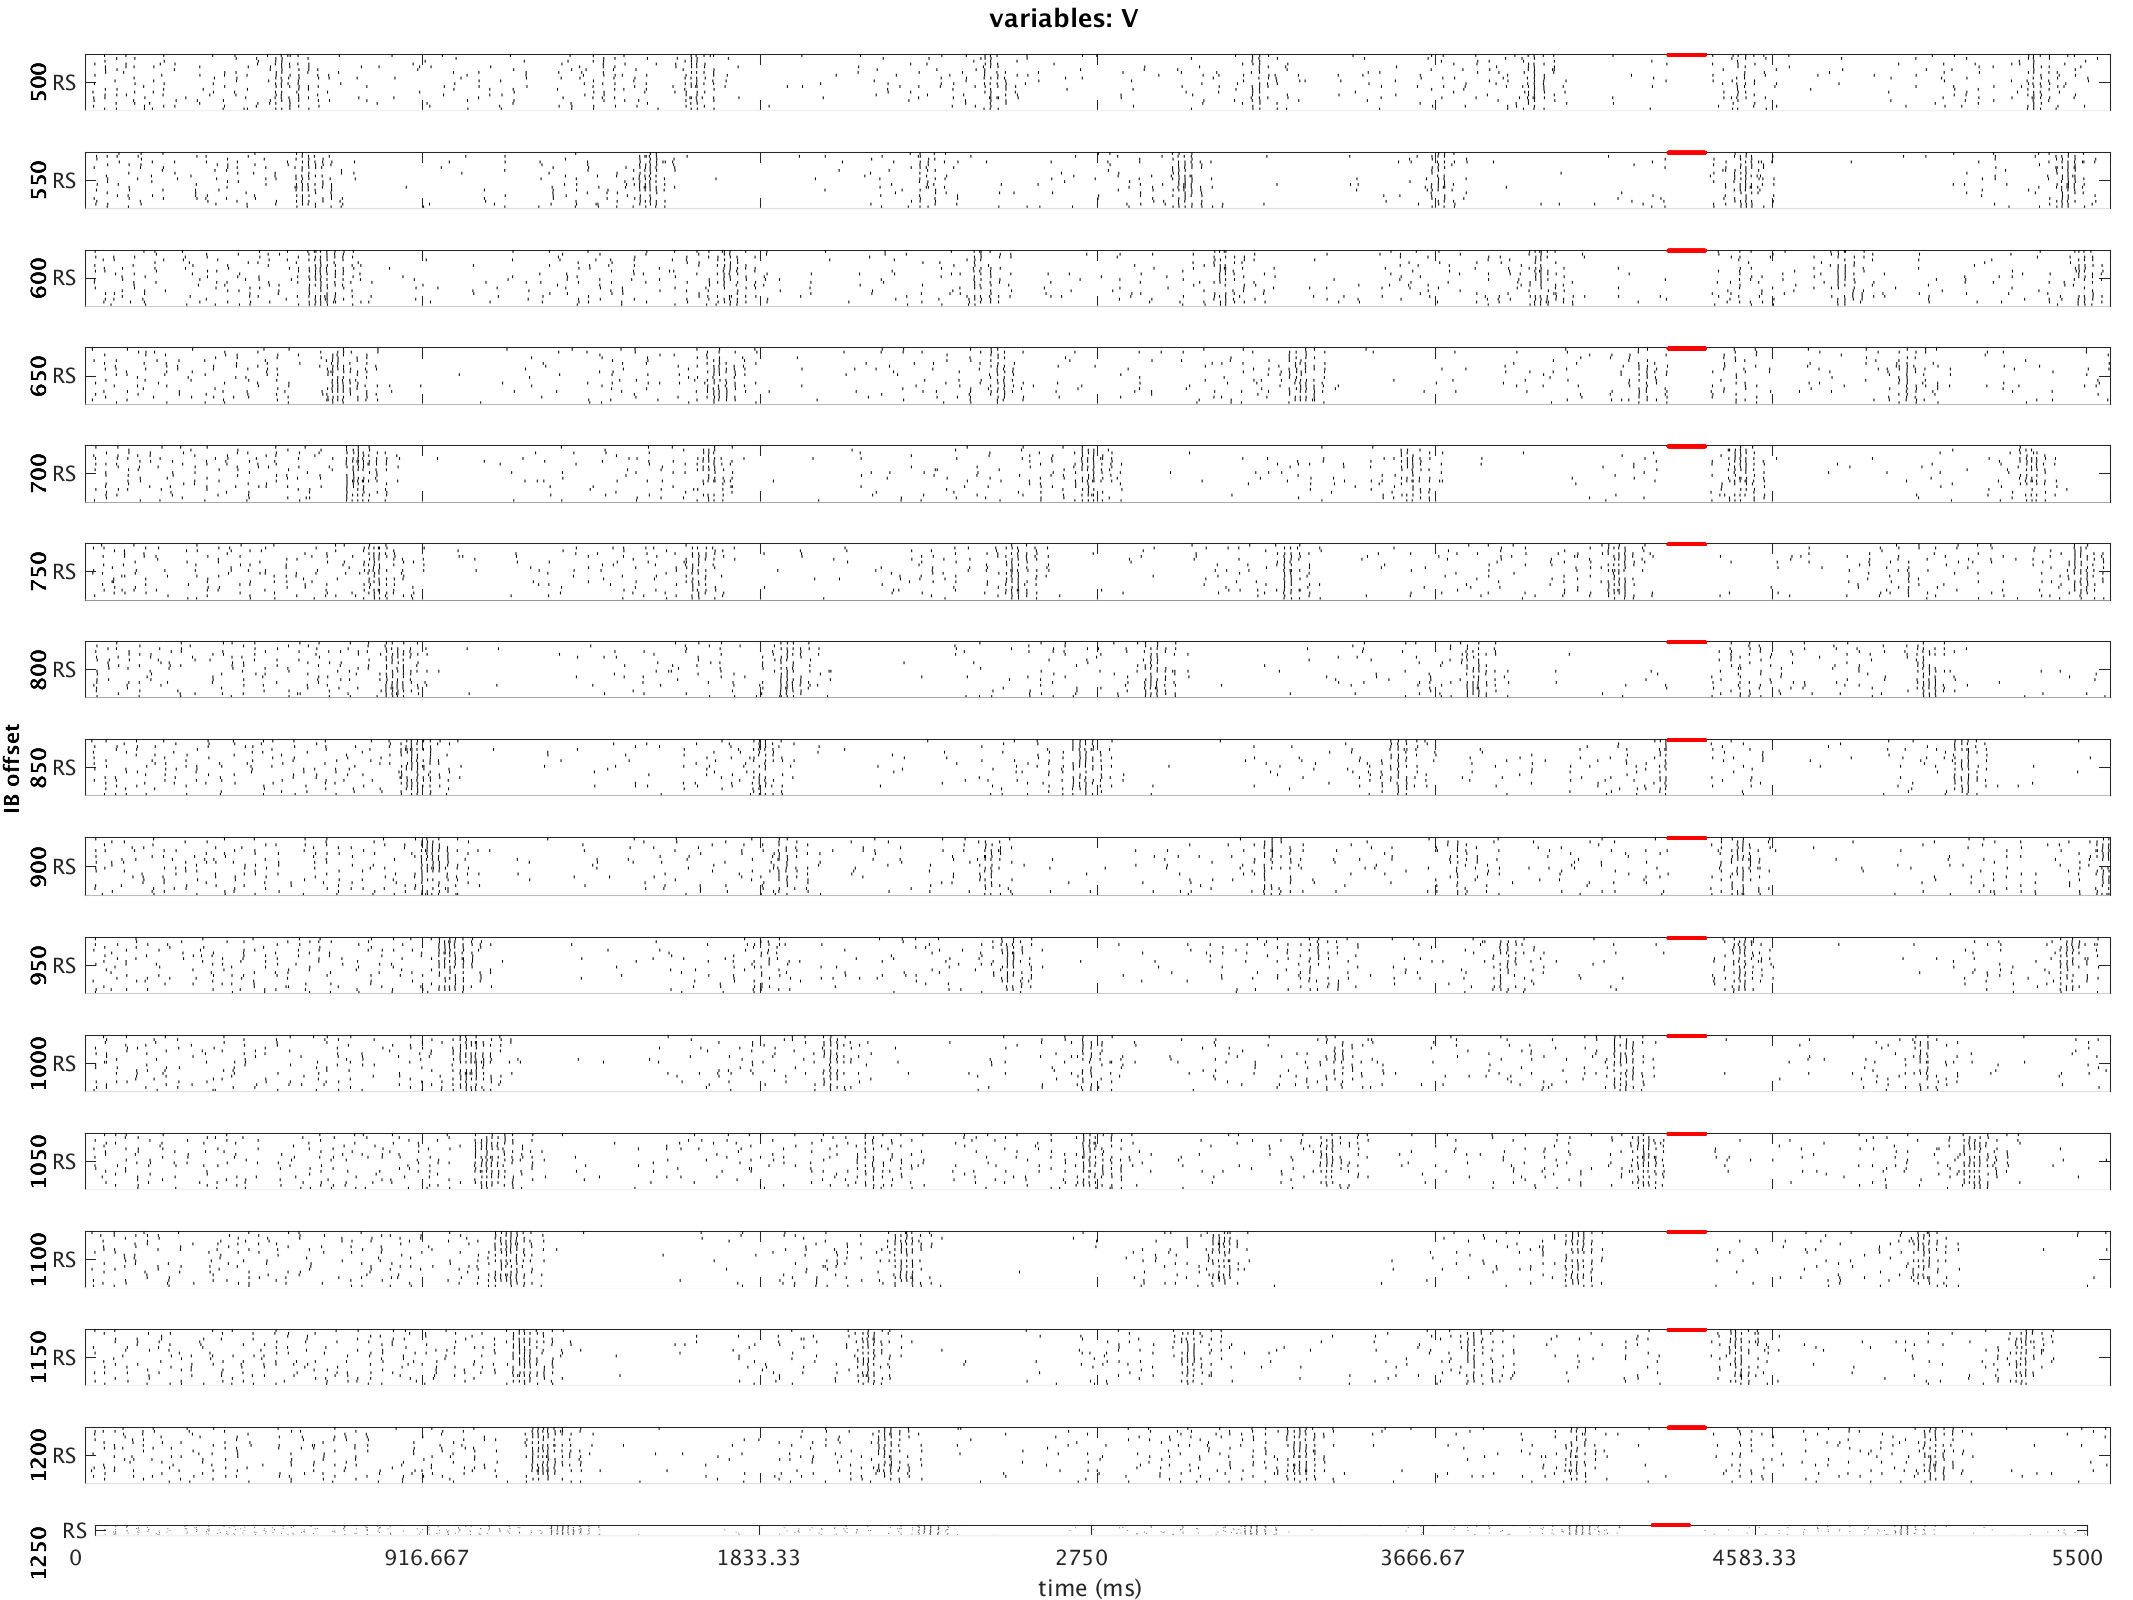 variables: V
500 RS
550 RS
600 RS
650 RS
700 RS
750 RS
800 RS
IB offset
850 RS
900 RS
950 RS
1000 RS
1050 RS
1100 RS
1150 RS
1200 RS
1250 RS
0 916.667 1833.33 2750 3666.67 4583.33 5500
time (ms)